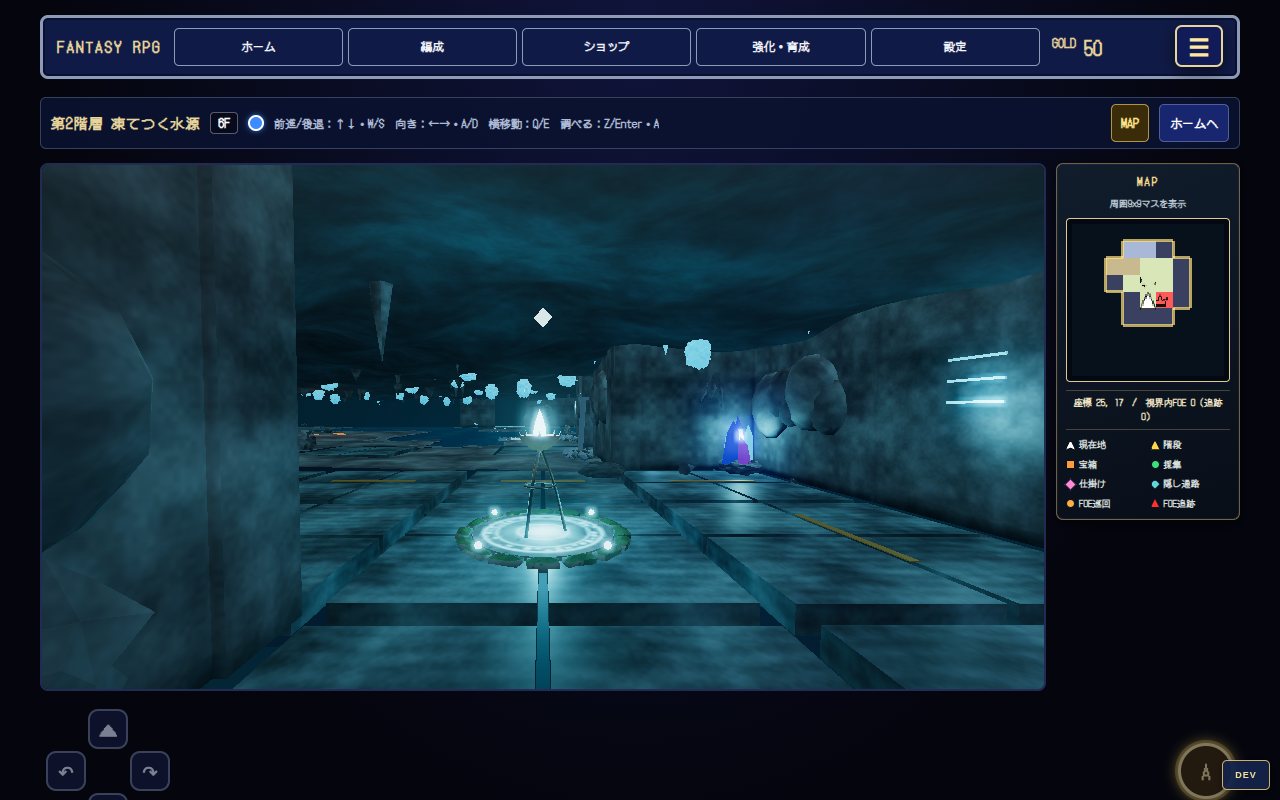 FANTASY RPG
ホーム
編成
ショップ
強化・育成
設定
GOLD 50
第2階層 凍てつく水源
6F
前進/後退：↑↓・W/S 向き：←→・A/D 横移動：Q/E 調べる：Z/Enter・A
MAP
ホームへ
MAP
周囲9x9マスを表示
座標 25, 17 / 視界内FOE 0（追跡
0）
現在地
階段
宝箱
採集
仕掛け
隠し通路
FOE巡回
FOE追跡
A
DEV